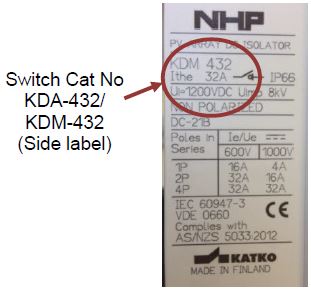 Switch Cat No
KDA-432/
KDM-432
(Side label)
NHP
PV ARRAY DC ISOLATOR
KDM 432
Ithe 32A IP66
Ui=1200VDC Uimp 8kV
NON POLARIZED
DC-21B
Poles in Series Ie/Ue
600V 1000V
1P 16A 4A
2P 32A 16A
4P 32A 32A
IEC 60947-3
VDE 0660 CE
Complies with
AS/NZS 5033:2012
KATKO
MADE IN FINLAND